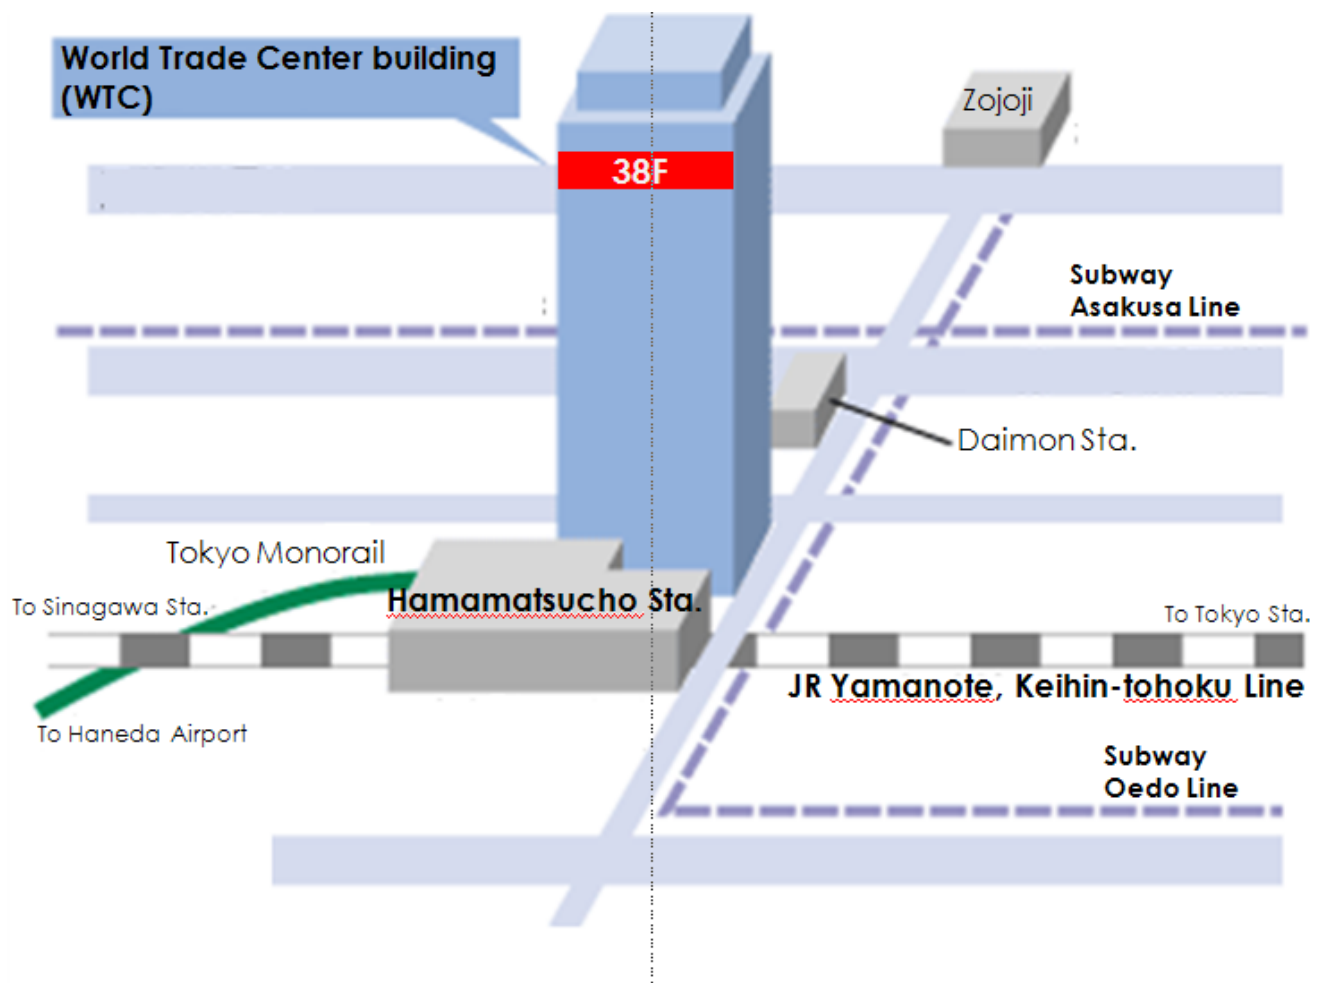 World Trade Center building
(WTC)
Zojoji
38F
Subway
Asakusa Line
Daimon Sta.
Tokyo Monorail
Hamamatsucho Sta.
To Sinagawa Sta.
To Tokyo Sta.
JR Yamanote, Keihin-tohoku Line
To Haneda Airport
Subway
Oedo Line